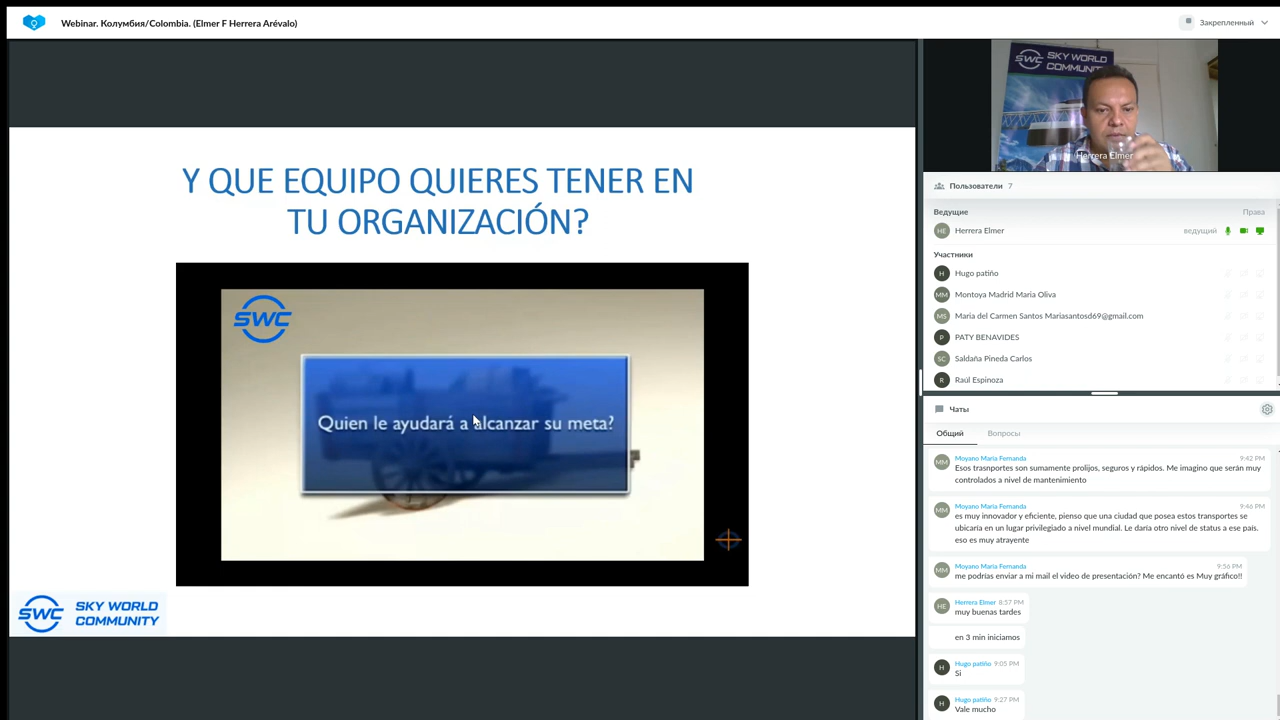 Webinar. Колумбия/Colombia. (Elmer F Herrera Arévalo)
Закрепленный
SKY WORLD
COMMUNITY
Herrera Elmer
Пользователи 7
Ведущие
Права
HE Herrera Elmer ведущий
Участники
H Hugo patiño
MM Montoya Madrid Maria Oliva
MS Maria del Carmen Santos Mariasantosd69@gmail.com
P PATY BENAVIDES
SC Saldaña Pineda Carlos
R Raúl Espinoza
Y QUE EQUIPO QUIERES TENER EN
TU ORGANIZACIÓN?
SWC
Quien le ayudará a alcanzar su meta?
SWC
SKY WORLD
COMMUNITY
Чаты
Общий
Вопросы
MM Moyano María Fernanda 9:42 PM
Esos trasnportes son sumamente prolijos, seguros y rápidos. Me imagino que serán muy
controlados a nivel de mantenimiento
MM Moyano María Fernanda 9:46 PM
es muy innovador y eficiente, pienso que una ciudad que posea estos transportes se
ubicaría en un lugar privilegiado a nivel mundial. Le daría otro nivel de status a ese país.
eso es muy atrayente
MM Moyano María Fernanda 9:56 PM
me podrías enviar a mi mail el video de presentación? Me encantó es Muy gráfico!!
HE Herrera Elmer 8:57 PM
muy buenas tardes
en 3 min iniciamos
H Hugo patiño 9:05 PM
Si
H Hugo patiño 9:27 PM
Vale mucho